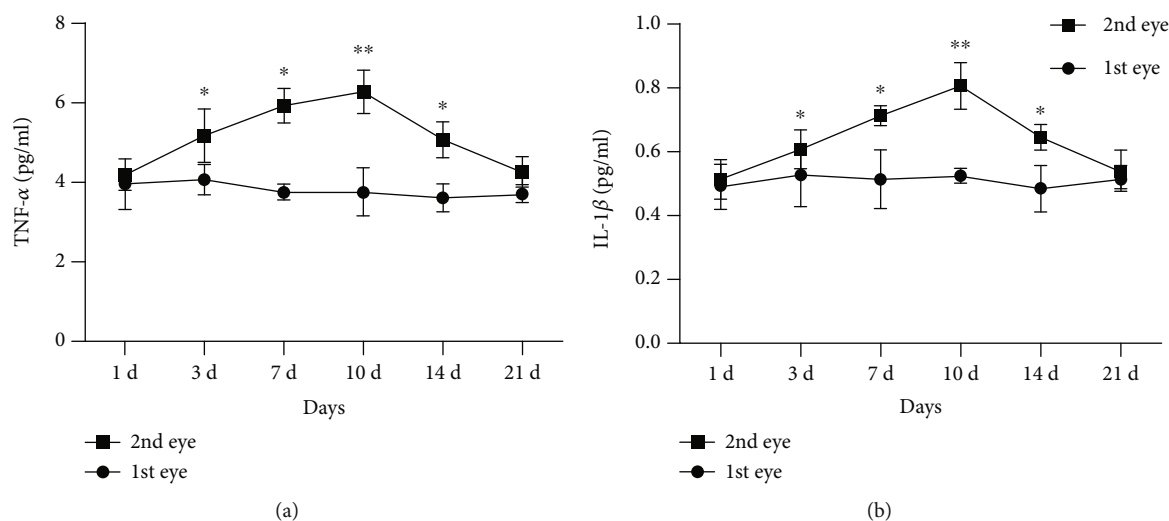 8
6
4
2
0
TNF-α (pg/ml)
*
*
**
*
1 d
3 d
7 d
10 d
14 d
21 d
Days
2nd eye
1st eye
(a)
1.0
0.8
0.6
0.4
0.2
0.0
IL-1β (pg/ml)
*
*
**
*
2nd eye
1st eye
1 d
3 d
7 d
10 d
14 d
21 d
Days
2nd eye
1st eye
(b)